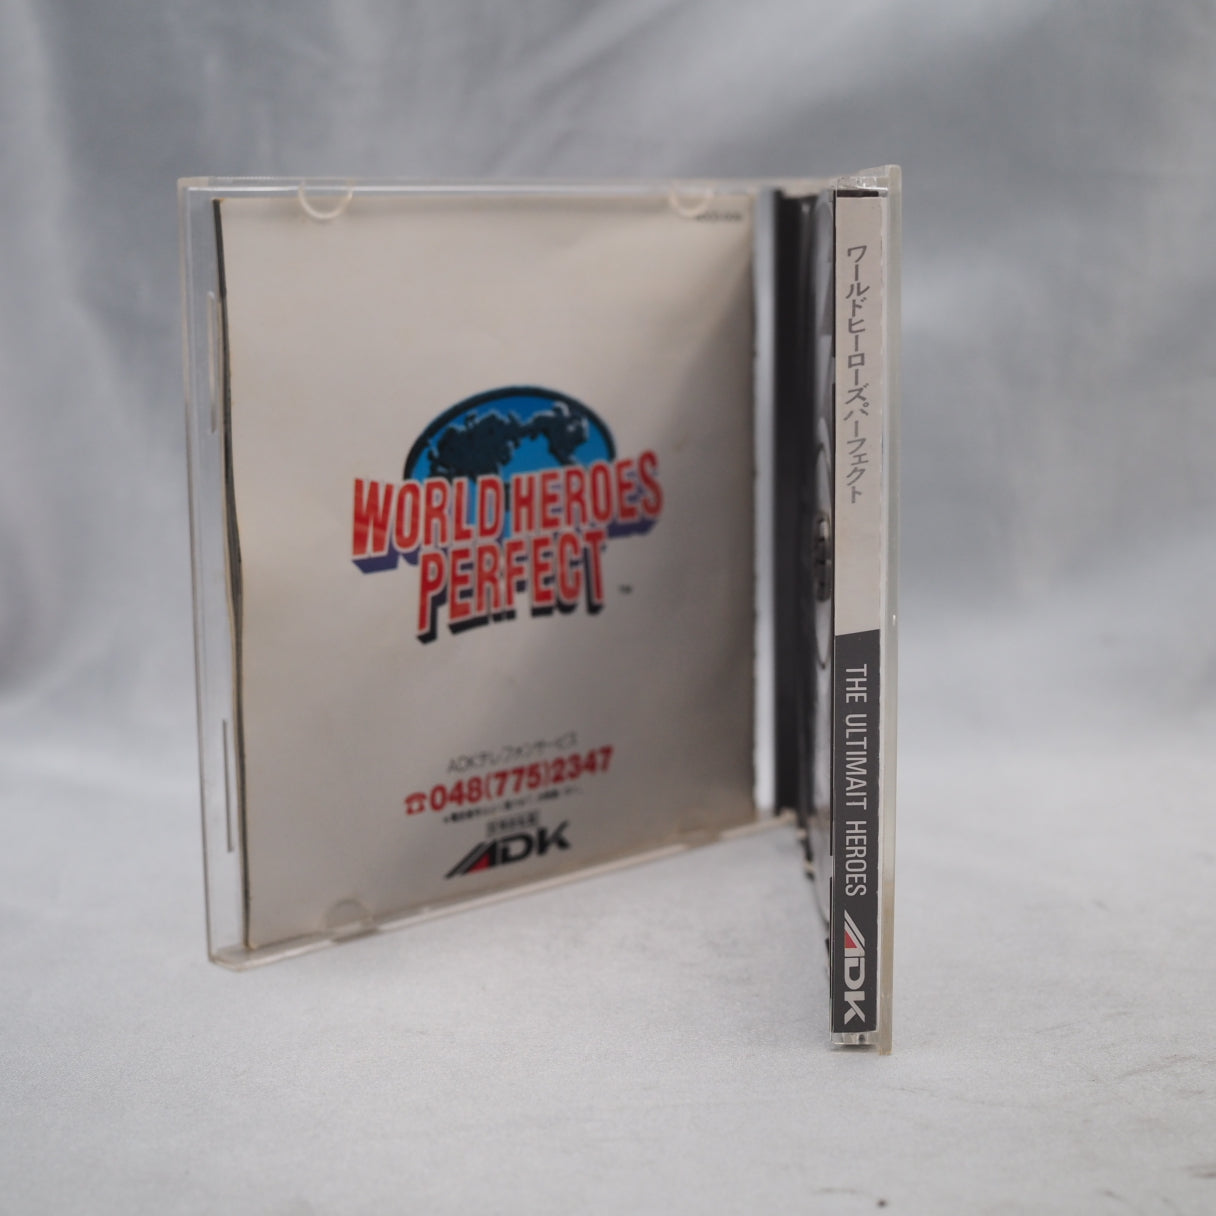 WORLD HEROES
PERFECT
TM
ADKテレフォンサービス
☎048(775)2347
ADK
ワールドヒーローズパーフェクト
THE ULTIMAIT HEROES
ADK